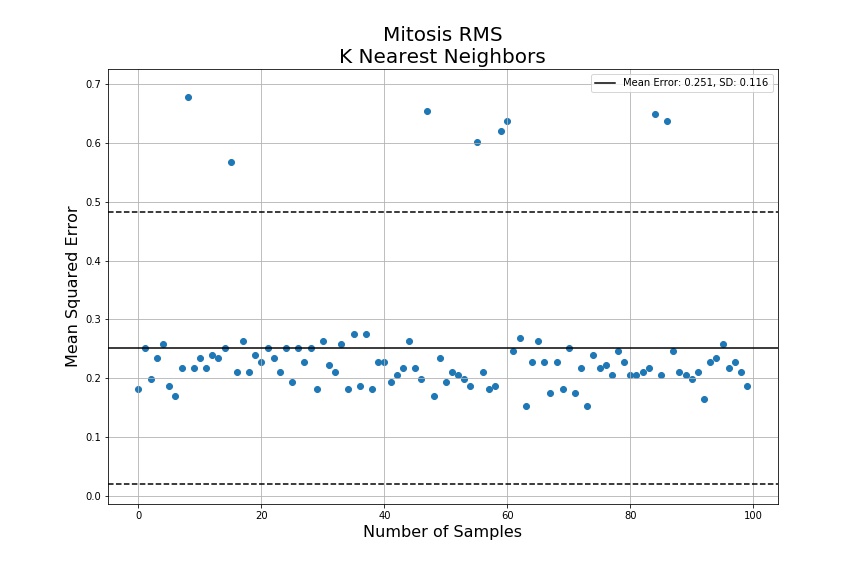 Mitosis RMS
K Nearest Neighbors
Mean Error: 0.251, SD: 0.116
Mean Squared Error
0.7
0.6
0.5
0.4
0.3
0.2
0.1
0.0
0 20 40 60 80 100
Number of Samples